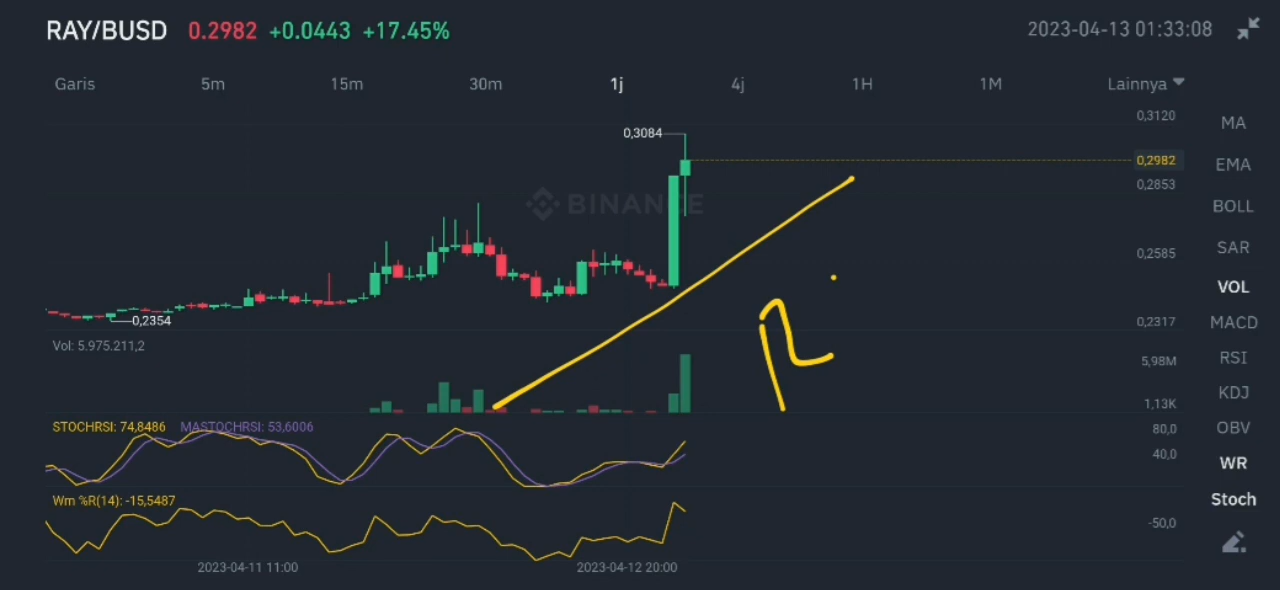 RAY/BUSD 0.2982 +0.0443 +17.45% 2023-04-13 01:33:08
Garis 5m 15m 30m 1j 4j 1H 1M Lainnya
0,3120
0,3084
0,2982
0,2853
BINANCE
0,2585
0,2354
0,2317
Vol: 5.975.211,2
5,98M
1,13K
STOCHRSI: 74,8486 MASTOCHRSI: 53,6006
80,0
40,0
Wm %R(14): -15,5487
-50,0
2023-04-11 11:00 2023-04-12 20:00
MA
EMA
BOLL
SAR
VOL
MACD
RSI
KDJ
OBV
WR
Stoch